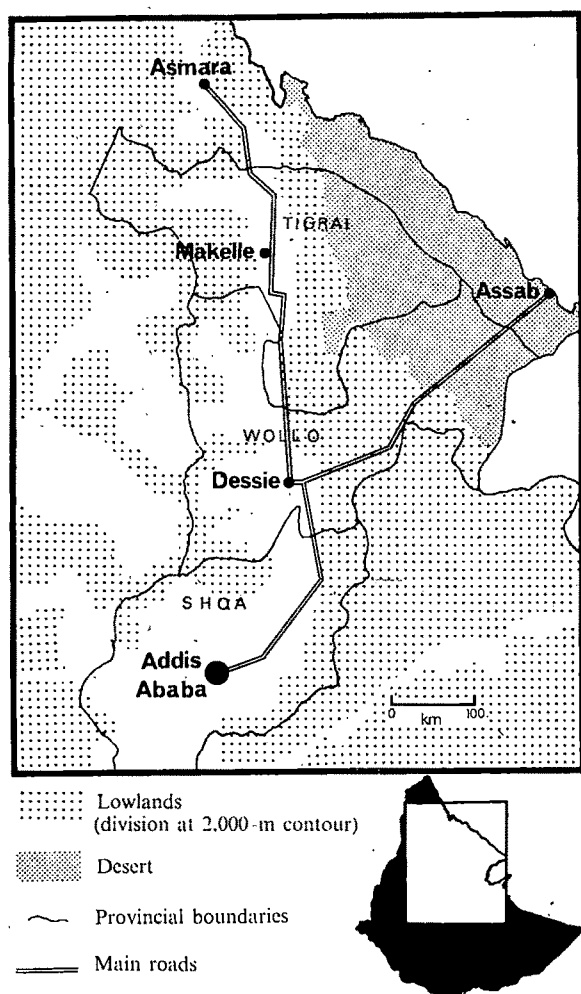 Asmara
TIGRAI
Makelle
Assab
WOLLO
Dessie
SHOA
Addis
Ababa
0 100
km
Lowlands
(division at 2,000-m contour)
Desert
Provincial boundaries
Main roads